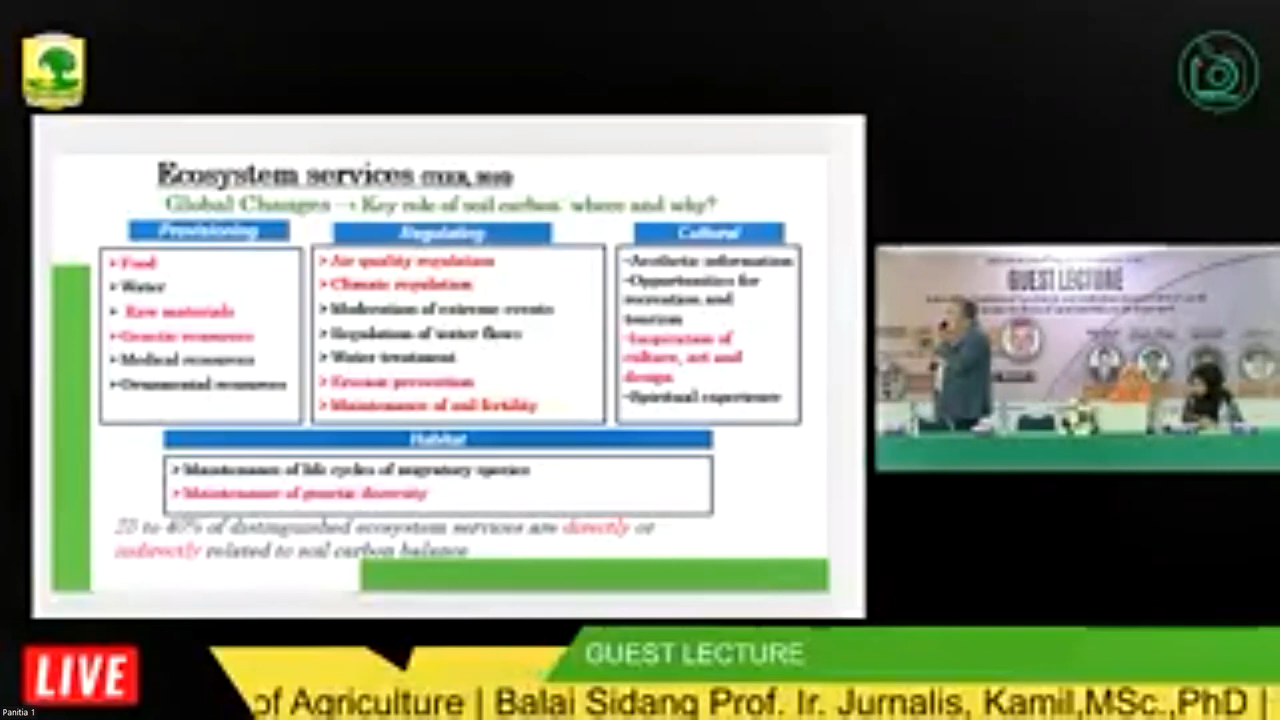 Ecosystem services
Global Changes → Key role of soil carbon: where and why?
Provisioning
➤Food
➤Water
➤ Raw materials
➤Genetic resources
➤Medical resources
➤Ornamental resources
Regulating
➤Air quality regulation
➤Climatic regulation
➤Moderation of extreme events
➤Regulation of water flows
➤Water treatment
➤Erosion prevention
➤Maintenance of soil fertility
Cultural
•Aesthetic information
•Opportunities for
recreation and
tourism
•Inspiration of
culture, art and
design
•Spiritual experience
Habitat
➤Maintenance of life cycles of migratory species
➤Maintenance of genetic diversity
to 40% of distinguished ecosystem services are directly or
indirectly related to soil carbon balance
GUEST LECTURE
LIVE
GUEST LECTURE
of Agriculture | Balai Sidang Prof. Ir. Jurnalis, Kamil,MSc.,PhD |
Panitia 1